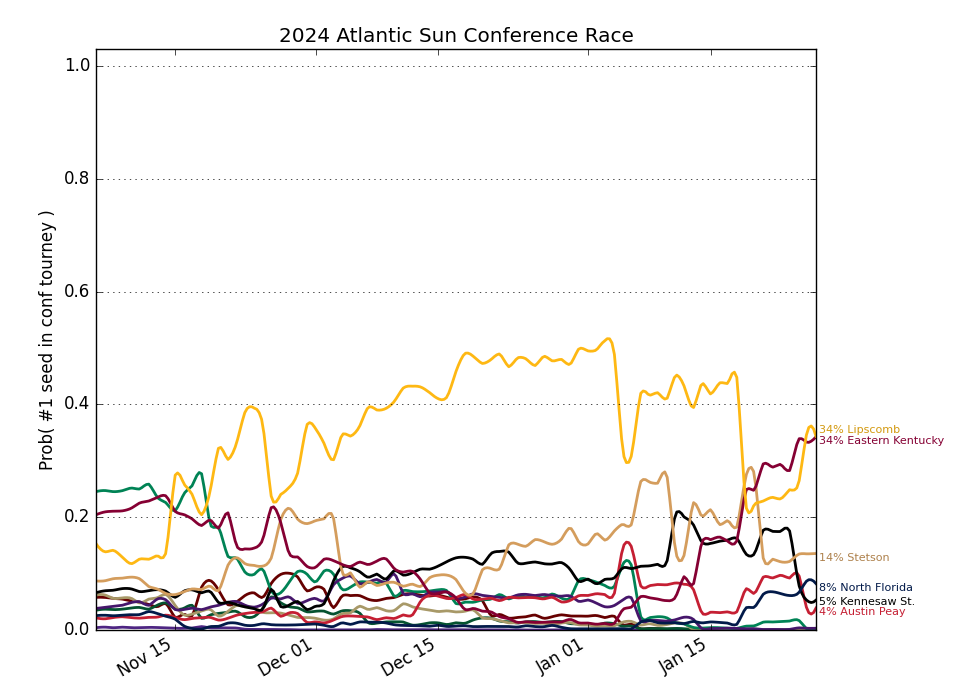 2024 Atlantic Sun Conference Race
Prob( #1 seed in conf tourney )
1.0
0.8
0.6
0.4
0.2
0.0
Nov 15
Dec 01
Dec 15
Jan 01
Jan 15
34% Lipscomb
34% Eastern Kentucky
14% Stetson
8% North Florida
5% Kennesaw St.
4% Austin Peay